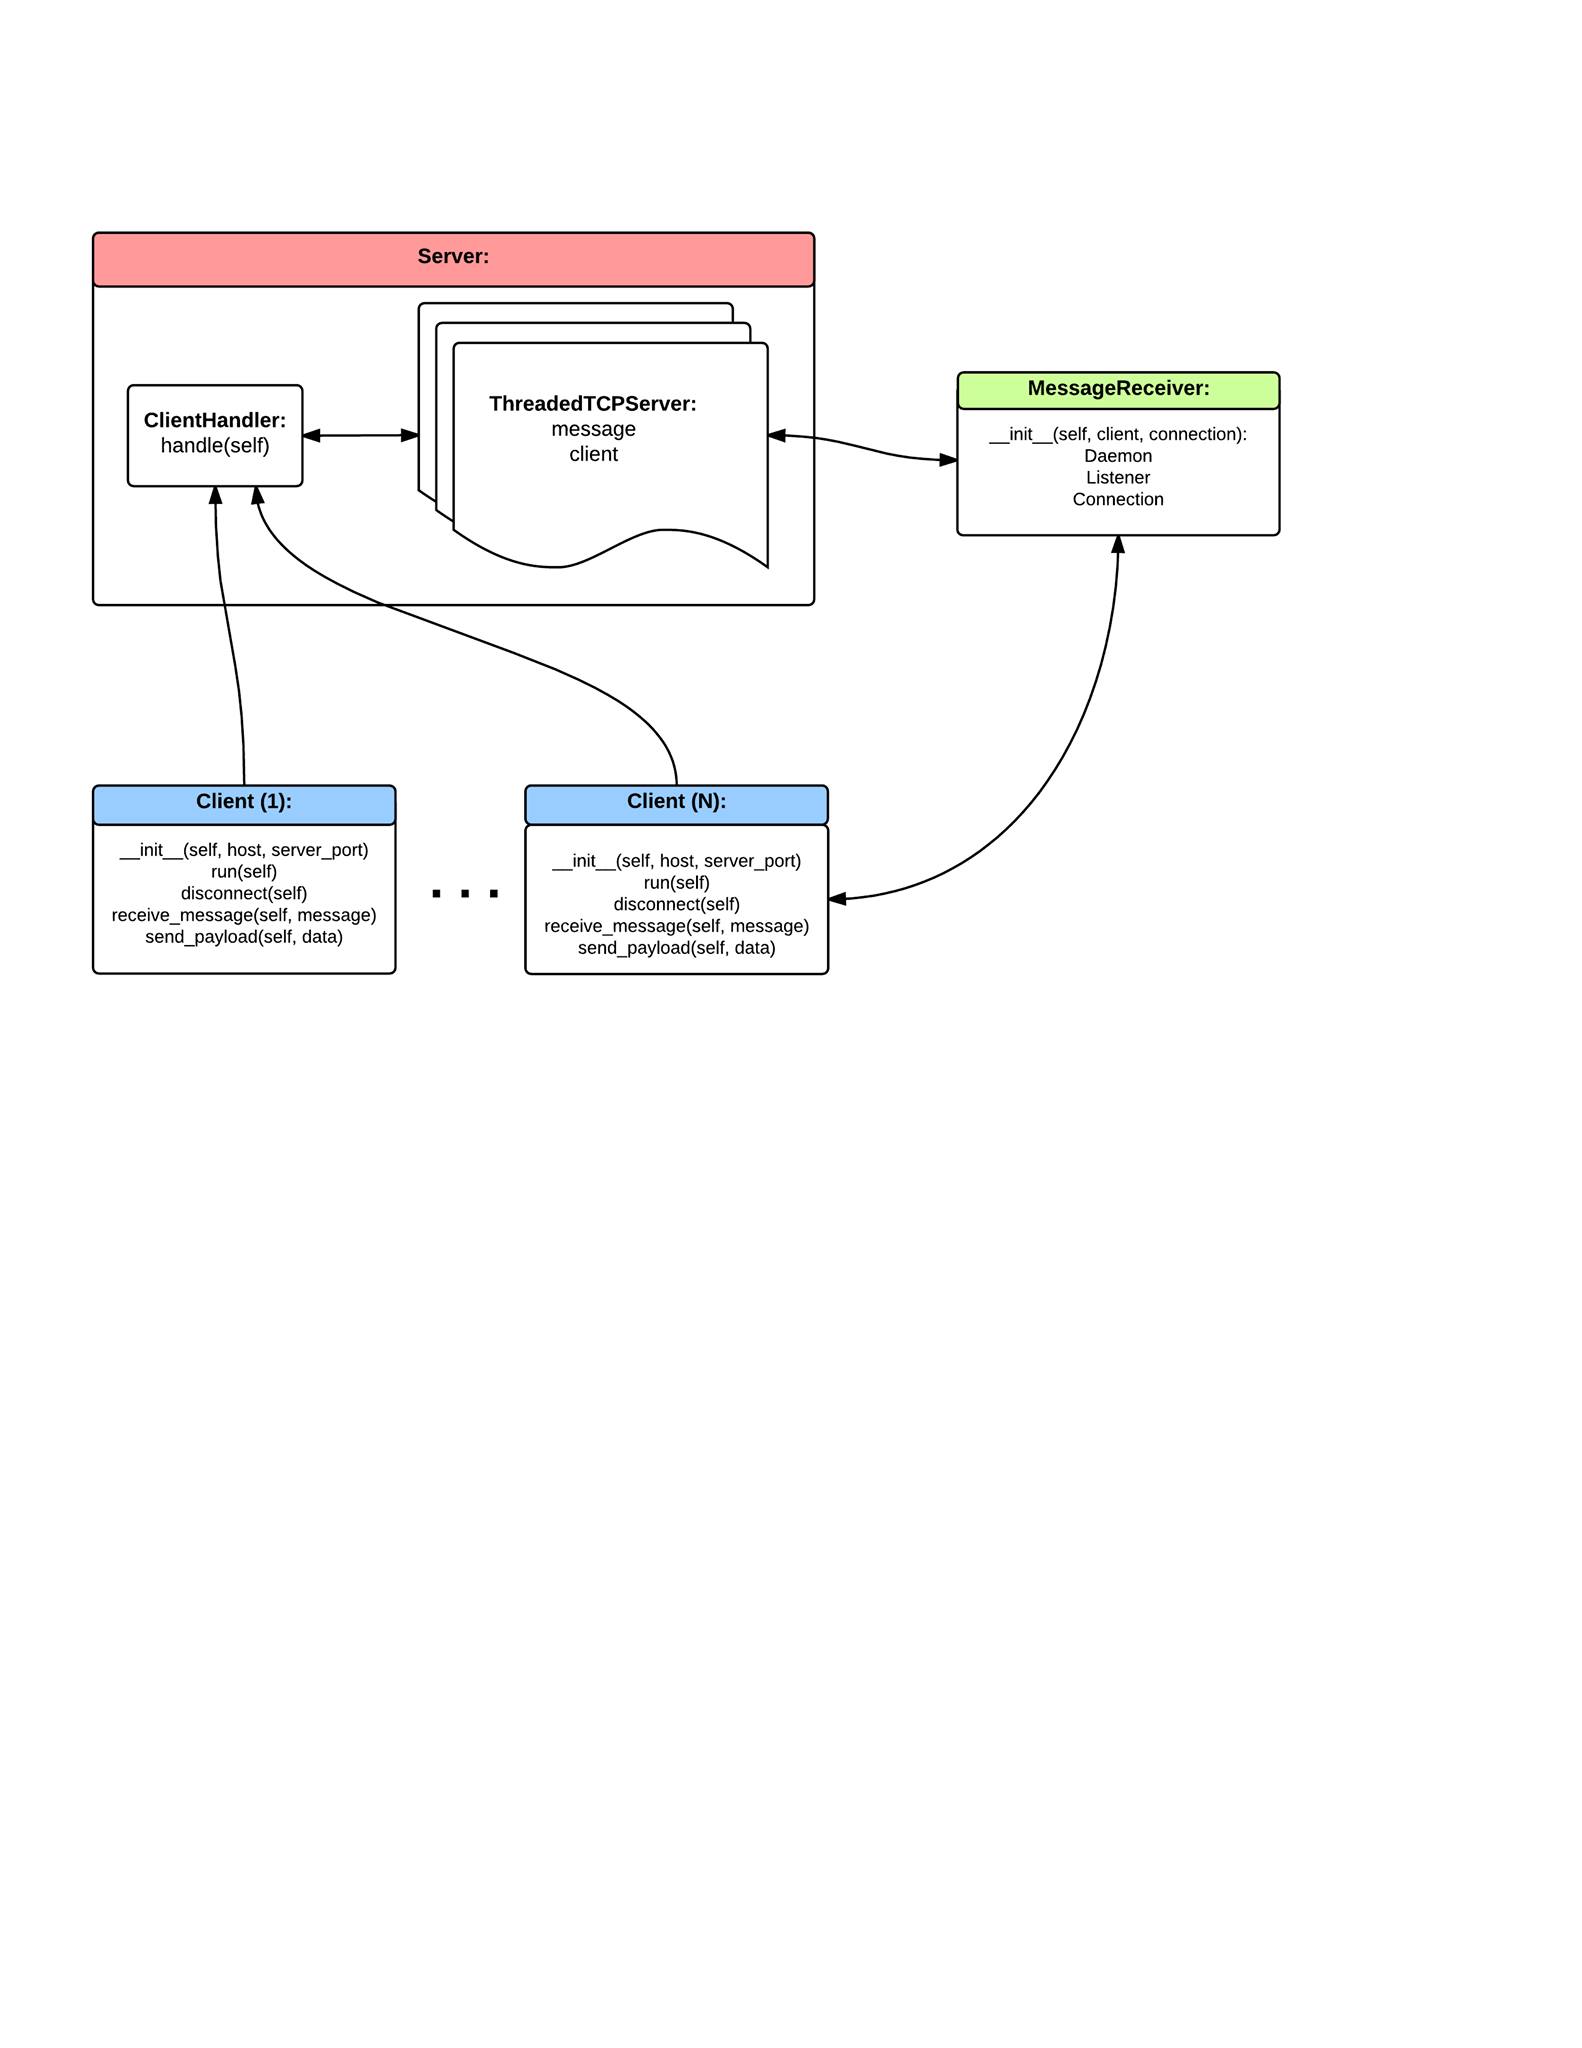 Server:
ClientHandler:
handle(self)
ThreadedTCPServer:
message
client
MessageReceiver:
__init__(self, client, connection):
Daemon
Listener
Connection
Client (1):
__init__(self, host, server_port)
run(self)
disconnect(self)
receive_message(self, message)
send_payload(self, data)
. . .
Client (N):
__init__(self, host, server_port)
run(self)
disconnect(self)
receive_message(self, message)
send_payload(self, data)